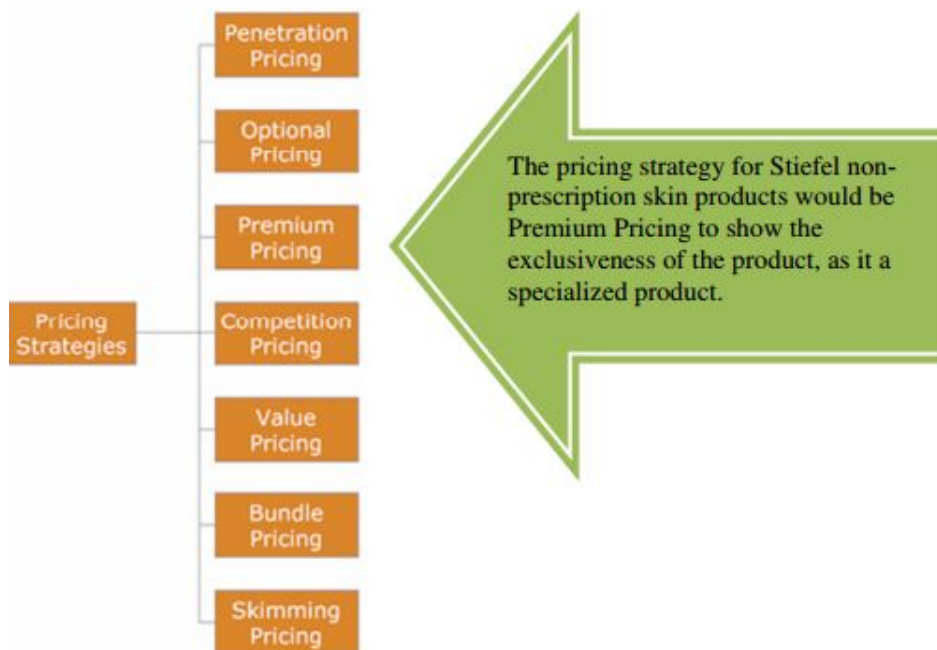 Penetration
Pricing
Optional
Pricing
Premium
Pricing
Pricing
Strategies
Competition
Pricing
Value
Pricing
Bundle
Pricing
Skimming
Pricing
The pricing strategy for Stiefel non-
prescription skin products would be
Premium Pricing to show the
exclusiveness of the product, as it a
specialized product.